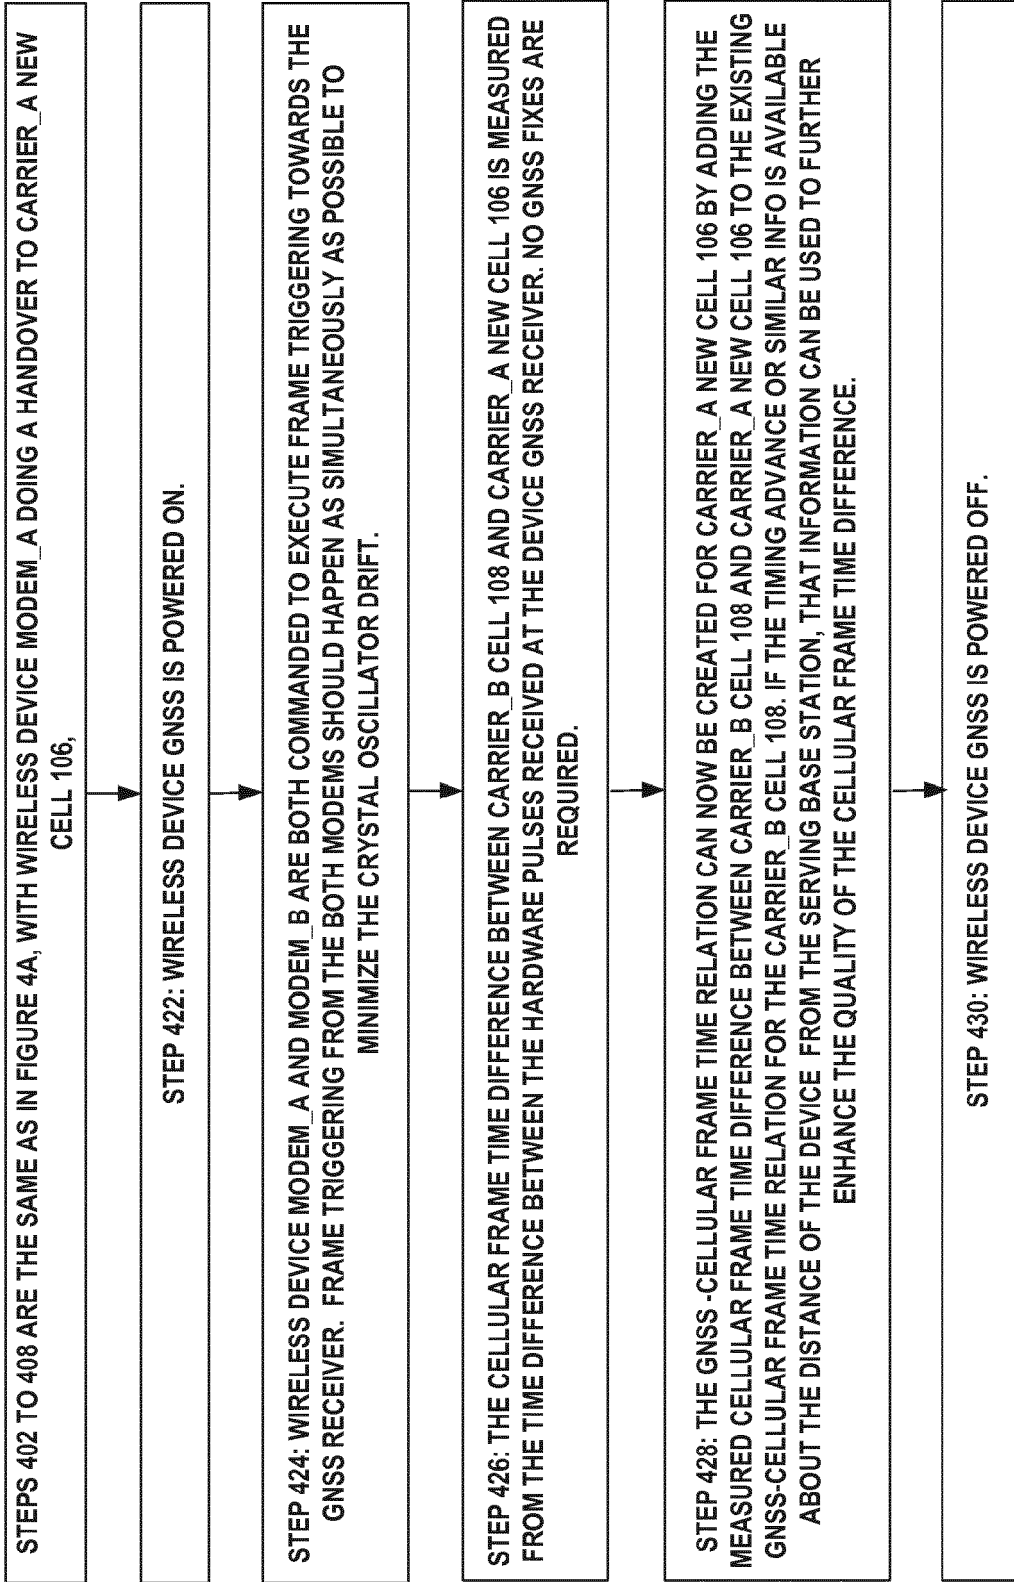 STEPS 402 TO 408 ARE THE SAME AS IN FIGURE 4A, WITH WIRELESS DEVICE MODEM_A DOING A HANDOVER TO CARRIER_A NEW
CELL 106,
STEP 422: WIRELESS DEVICE GNSS IS POWERED ON.
STEP 424: WIRELESS DEVICE MODEM_A AND MODEM_B ARE BOTH COMMANDED TO EXECUTE FRAME TRIGGERING TOWARDS THE
GNSS RECEIVER. FRAME TRIGGERING FROM THE BOTH MODEMS SHOULD HAPPEN AS SIMULTANEOUSLY AS POSSIBLE TO
MINIMIZE THE CRYSTAL OSCILLATOR DRIFT.
STEP 426: THE CELLULAR FRAME TIME DIFFERENCE BETWEEN CARRIER_B CELL 108 AND CARRIER_A NEW CELL 106 IS MEASURED
FROM THE TIME DIFFERENCE BETWEEN THE HARDWARE PULSES RECEIVED AT THE DEVICE GNSS RECEIVER. NO GNSS FIXES ARE
REQUIRED.
STEP 428: THE GNSS -CELLULAR FRAME TIME RELATION CAN NOW BE CREATED FOR CARRIER_A NEW CELL 106 BY ADDING THE
MEASURED CELLULAR FRAME TIME DIFFERENCE BETWEEN CARRIER_B CELL 108 AND CARRIER_A NEW CELL 106 TO THE EXISTING
GNSS-CELLULAR FRAME TIME RELATION FOR THE CARRIER_B CELL 108. IF THE TIMING ADVANCE OR SIMILAR INFO IS AVAILABLE
ABOUT THE DISTANCE OF THE DEVICE FROM THE SERVING BASE STATION, THAT INFORMATION CAN BE USED TO FURTHER
ENHANCE THE QUALITY OF THE CELLULAR FRAME TIME DIFFERENCE.
STEP 430: WIRELESS DEVICE GNSS IS POWERED OFF.